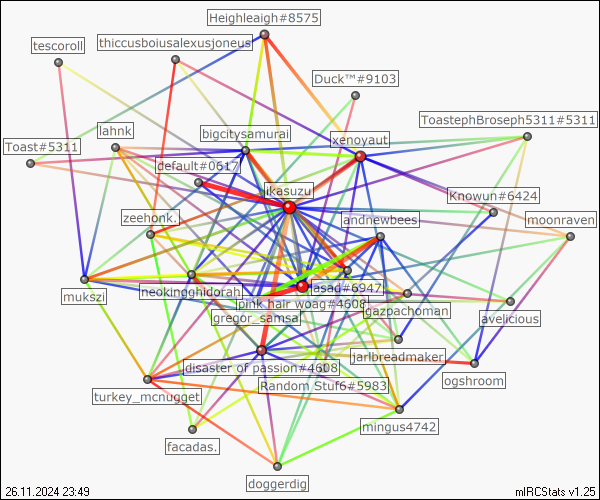 Heighleaigh#8575
tescoroll
thiccusboiusalexusjoneus
Duck™#9103
ToastephBroseph5311#5311
lahnk
bigcitysamurai
xenoyaut
Toast#5311
default#0617
ikasuzu
Knowun#6424
zeehonk.
andnewbees
moonraven
mukszi
neokingghidorah
jasad#6947
pink hair woag#4608
gregor_samsa
gazpachoman
avelicious
jarlbreadmaker
disaster of passion#4608
Random Stuf6#5983
ogshroom
turkey_mcnugget
mingus4742
facadas.
doggerdig
26.11.2024 23:49
mIRCStats v1.25